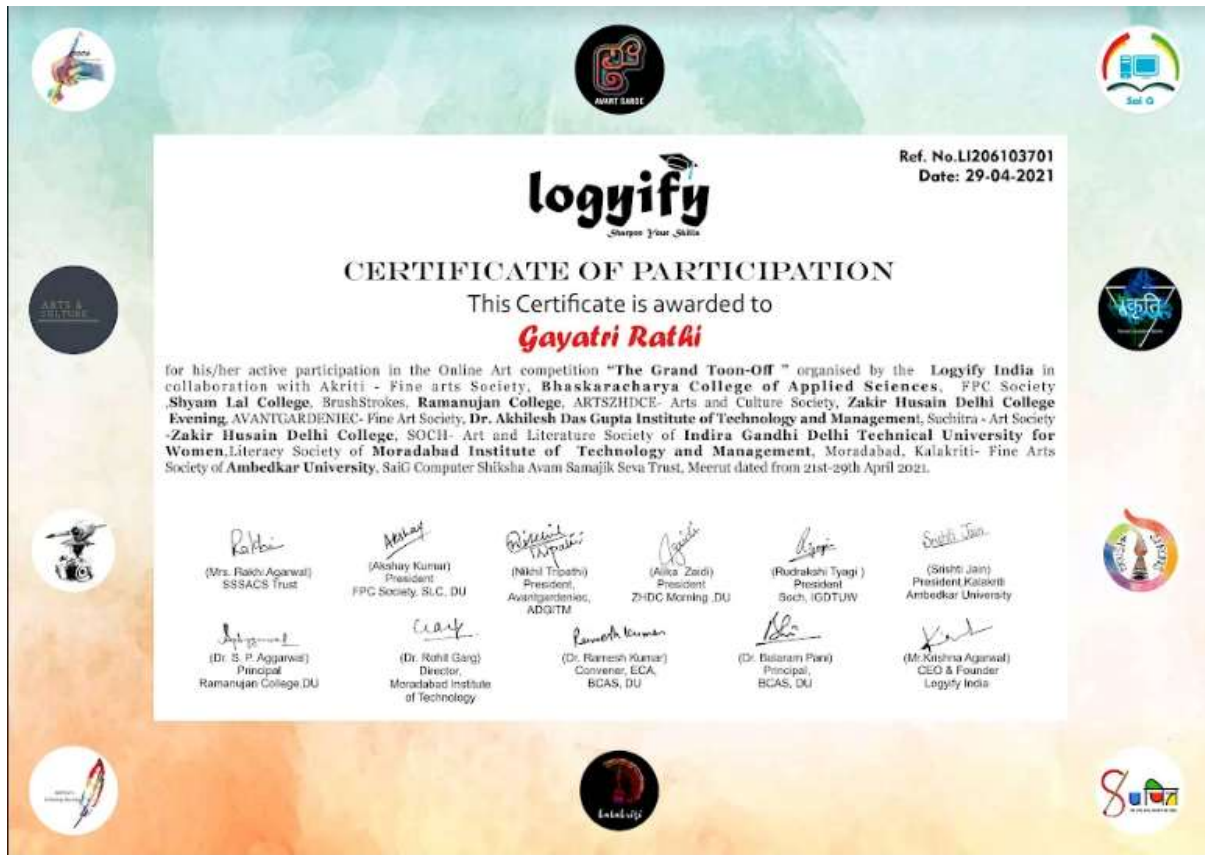 AVANT GARDE
Sai G
Ref. No.LI206103701
Date: 29-04-2021
logyify
Sharpen Your Skills
CERTIFICATE OF PARTICIPATION
This Certificate is awarded to
Gayatri Rathi
for his/her active participation in the Online Art competition “The Grand Toon-Off ” organised by the Logyify India in
collaboration with Akriti - Fine arts Society, Bhaskaracharya College of Applied Sciences, FPC Society
,Shyam Lal College, BrushStrokes, Ramanujan College, ARTSZHDCE- Arts and Culture Society, Zakir Husain Delhi College
Evening, AVANTGARDENIEC- Fine Art Society, Dr. Akhilesh Das Gupta Institute of Technology and Management, Suchitra - Art Society
-Zakir Husain Delhi College, SOCH- Art and Literature Society of Indira Gandhi Delhi Technical University for
Women,Literacy Society of Moradabad Institute of Technology and Management, Moradabad, Kalakriti- Fine Arts
Society of Ambedkar University, SaiG Computer Shiksha Avam Samajik Seva Trust, Meerut dated from 21st-29th April 2021.
ARTS &
CULTURE
Rakhi
Akshay
Tripathi
Srishti Jain
(Mrs. Rakhi Agarwal)
SSSACS Trust
(Akshay Kumar)
President
FPC Society, SLC, DU
(Nikhil Tripathi)
President,
Avantgardeniec,
ADGITM
(Alika Zaidi)
President
ZHDC Morning ,DU
(Rudrakshi Tyagi )
President
Soch, IGDTUW
(Srishti Jain)
President,Kalakriti
Ambedkar University
Ramesh Kumar
(Dr. S. P. Aggarwal)
Principal
Ramanujan College,DU
(Dr. Rohit Garg)
Director,
Moradabad Institute
of Technology
(Dr. Ramesh Kumar)
Convener, ECA,
BCAS, DU
(Dr. Balaram Pani)
Principal,
BCAS, DU
(Mr.Krishna Agarwal)
CEO & Founder
Logyify India
kalakriti